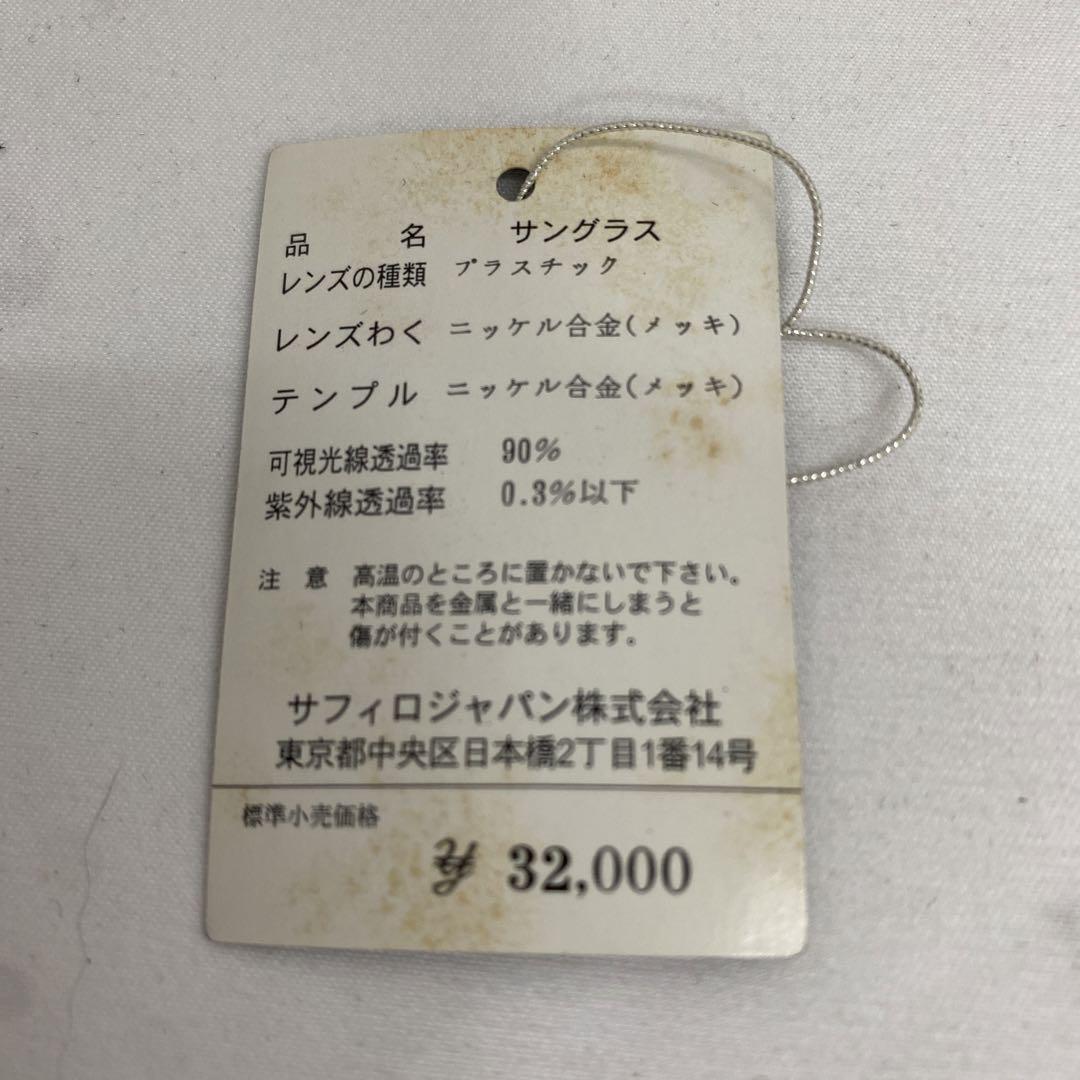 品 名 サングラス
レンズの種類 プラスチック
レンズわく ニッケル合金(メッキ)
テンプル ニッケル合金(メッキ)
可視光線透過率 90%
紫外線透過率 0.3%以下
注 意 高温のところに置かないで下さい。
本商品を金属と一緒にしまうと
傷が付くことがあります。
サフィロジャパン株式会社
東京都中央区日本橋2丁目1番14号
標準小売価格
32,000